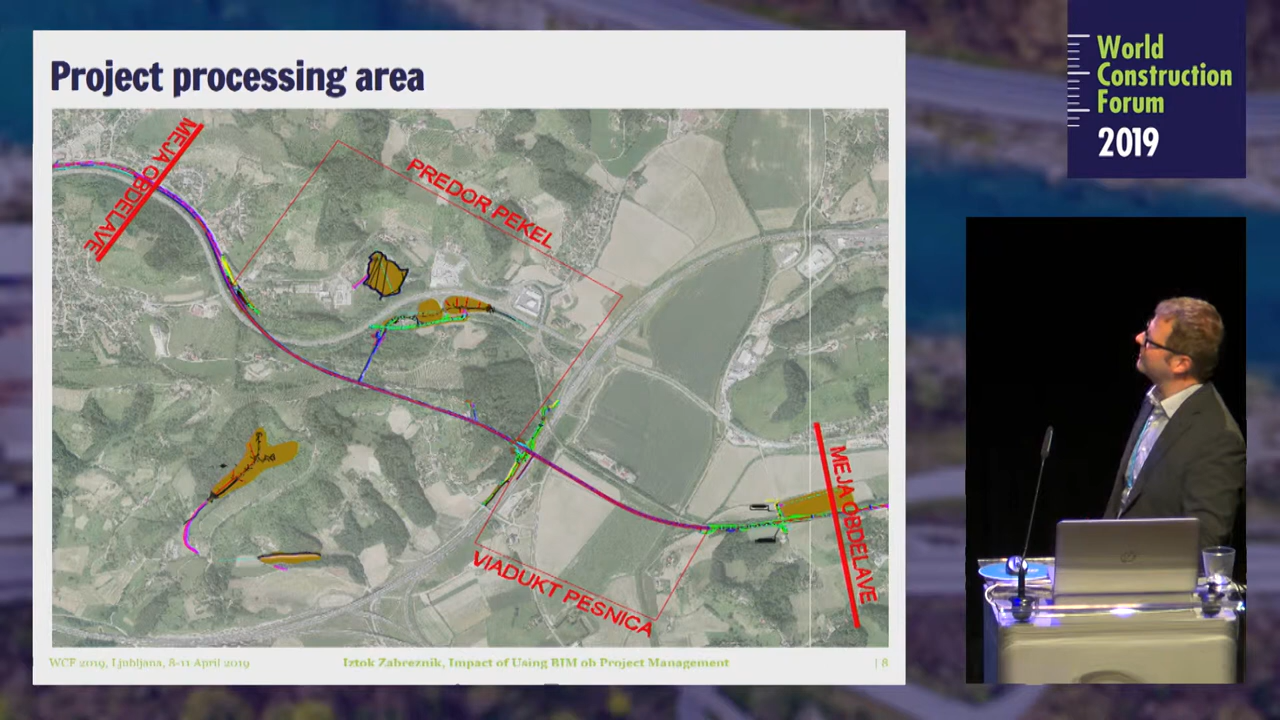 Project processing area
MEJA OBDELAVE
PREDOR PEKEL
VIADUKT PESNICA
MEJA OBDELAVE
WCF 2019, Ljubljana, 8-11 April 2019
Iztok Zabreznik, Impact of Using BIM ob Project Management
| 8
World
Construction
Forum
2019